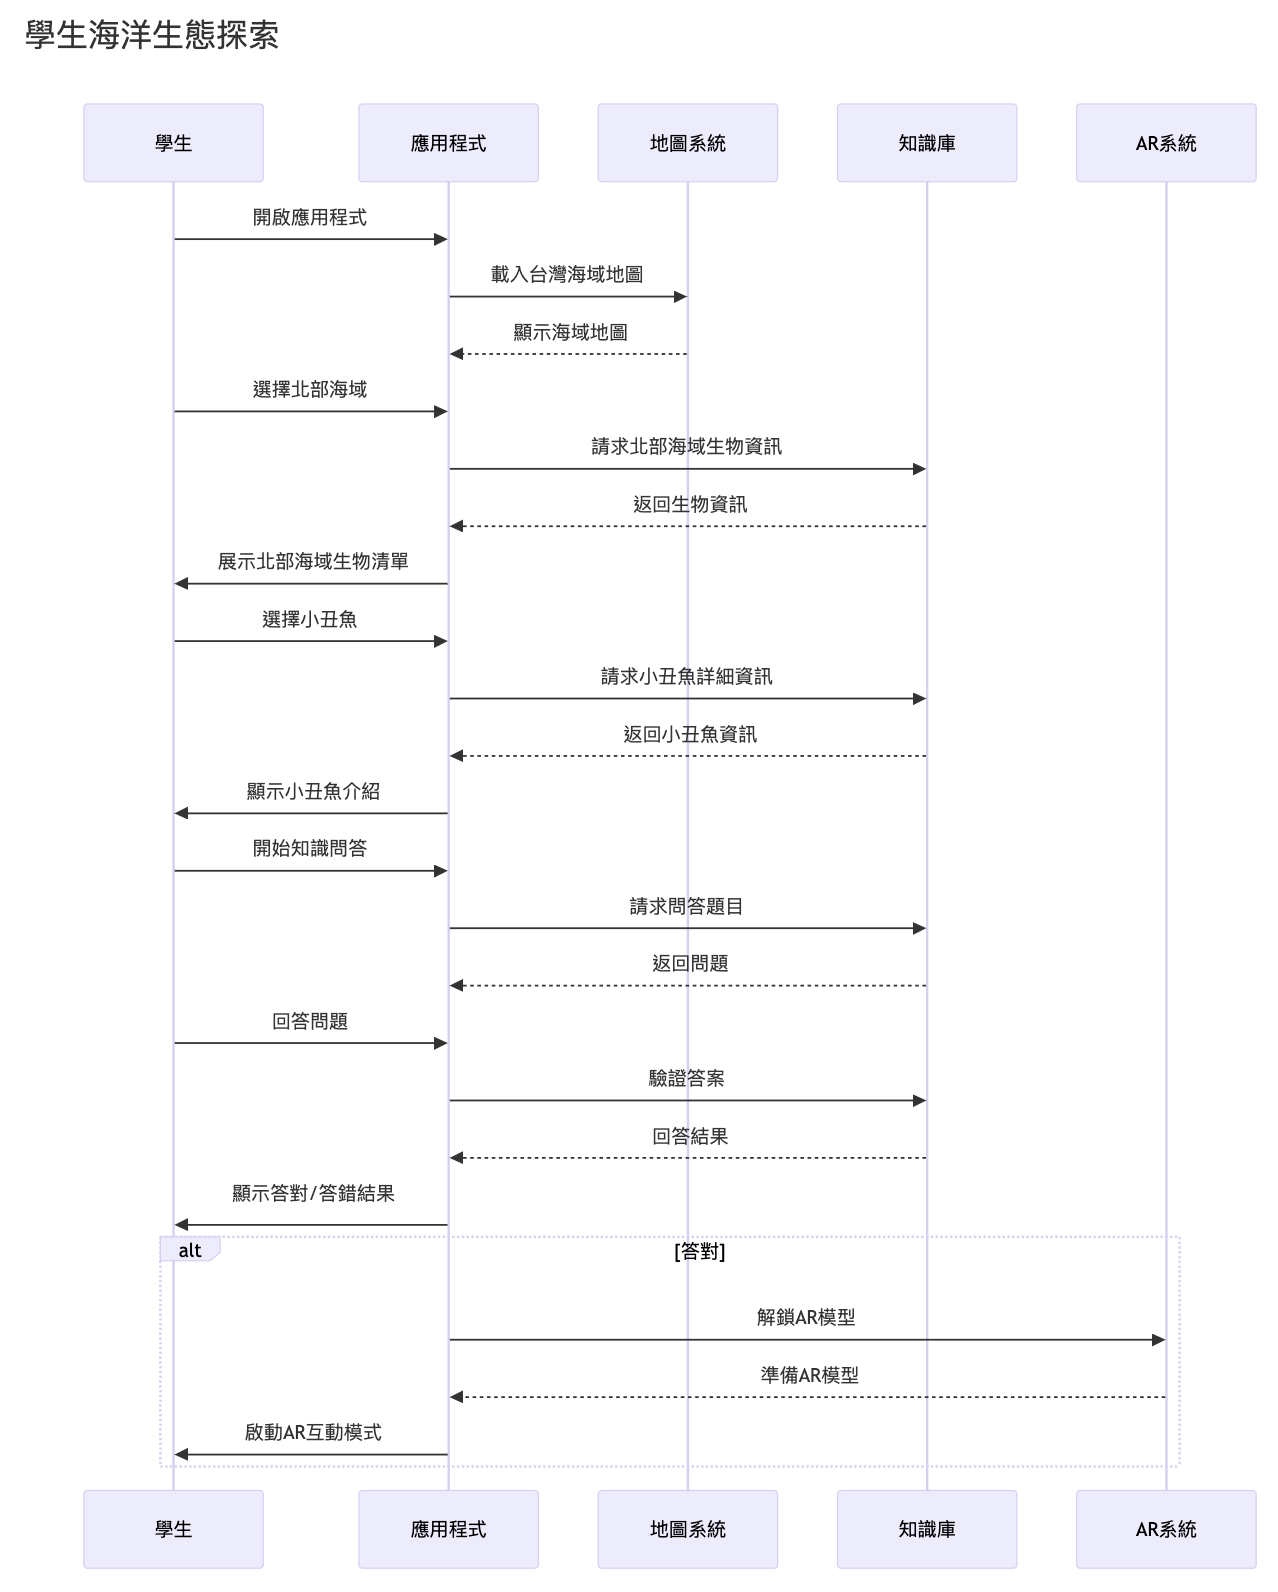 學生海洋生態探索
學生
應用程式
地圖系統
知識庫
AR系統
開啟應用程式
載入台灣海域地圖
顯示海域地圖
選擇北部海域
請求北部海域生物資訊
返回生物資訊
展示北部海域生物清單
選擇小丑魚
請求小丑魚詳細資訊
返回小丑魚資訊
顯示小丑魚介紹
開始知識問答
請求問答題目
返回問題
回答問題
驗證答案
回答結果
顯示答對/答錯結果
alt
[答對]
解鎖AR模型
準備AR模型
啟動AR互動模式
學生
應用程式
地圖系統
知識庫
AR系統